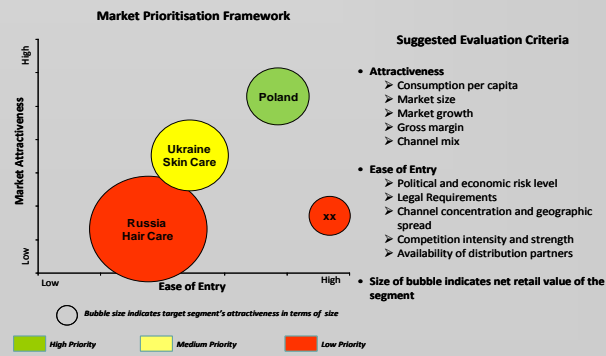 Market Prioritisation Framework
High
Market Attractiveness
Low
Poland
Ukraine
Skin Care
Russia
Hair Care
xx
Low
Ease of Entry
High
Bubble size indicates target segment's attractiveness in terms of size
High Priority
Medium Priority
Low Priority
Suggested Evaluation Criteria
• Attractiveness
➢ Consumption per capita
➢ Market size
➢ Market growth
➢ Gross margin
➢ Channel mix
• Ease of Entry
➢ Political and economic risk level
➢ Legal Requirements
➢ Channel concentration and geographic
spread
➢ Competition intensity and strength
➢ Availability of distribution partners
• Size of bubble indicates net retail value of the
segment